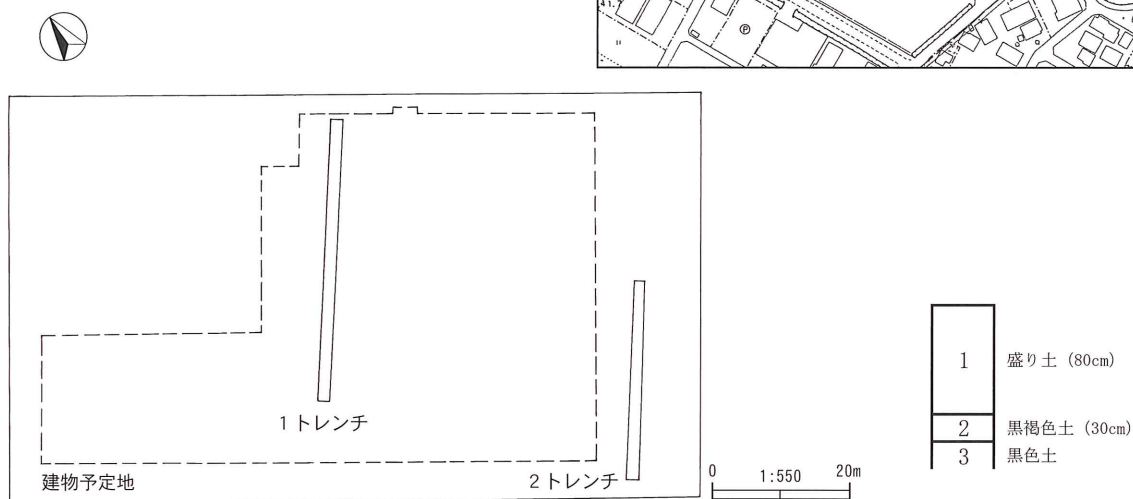 Ⓟ
1 トレンチ
建物予定地
2 トレンチ
0 1:550 20m
1 盛り土 (80cm)
2 黒褐色土 (30cm)
3 黒色土